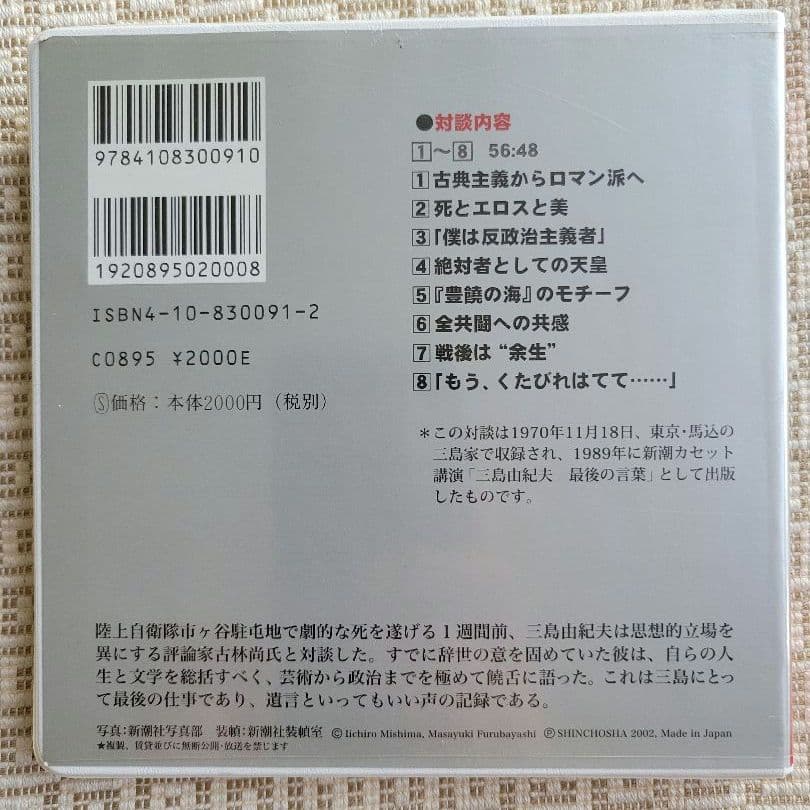 9784108300910
1920895020008
ISBN4-10-830091-2
C0895 ¥2000E
Ⓢ価格：本体2000円（税別）
●対談内容
1～8 56:48
1 古典主義からロマン派へ
2 死とエロスと美
3「僕は反政治主義者」
4 絶対者としての天皇
5『豊饒の海』のモチーフ
6 全共闘への共感
7 戦後は“余生”
8「もう、くたびれはてて……」
＊この対談は1970年11月18日、東京・馬込の
三島家で収録され、1989年に新潮カセット
講演「三島由紀夫　最後の言葉」として出版
したものです。
陸上自衛隊市ヶ谷駐屯地で劇的な死を遂げる1週間前、三島由紀夫は思想的立場を
異にする評論家古林尚氏と対談した。すでに辞世の意を固めていた彼は、自らの人
生と文学を総括すべく、芸術から政治までを極めて饒舌に語った。これは三島にとっ
て最後の仕事であり、遺言といってもいい声の記録である。
写真：新潮社写真部　装幀：新潮社装幀室　© Iichiro Mishima, Masayuki Furubayashi　Ⓟ SHINCHOSHA 2002, Made in Japan
★複製、賃貸並びに無断公開・放送を禁じます